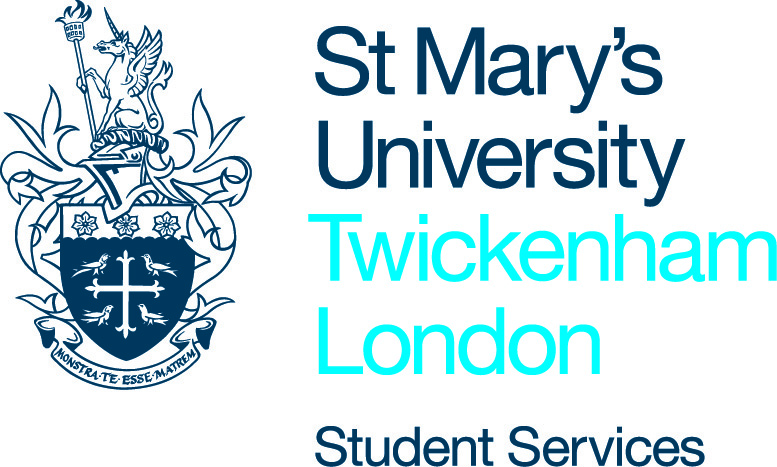 St Mary’s
University
Twickenham
London
Student Services
MONSTRA·TE·ESSE·MATREM